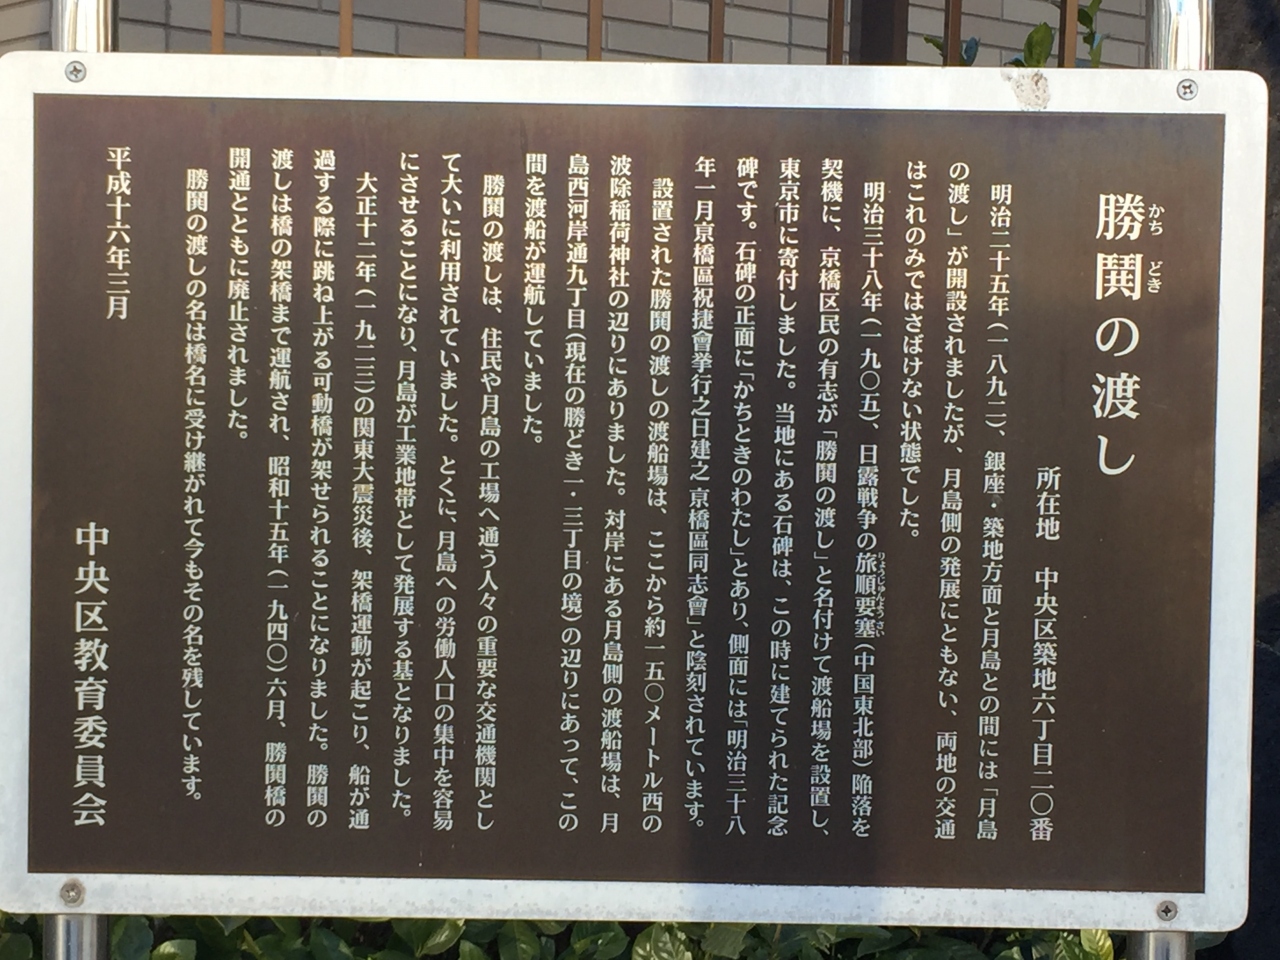 勝鬨の渡し
かちどき
所在地　中央区築地六丁目二〇番
明治二十五年(一八九二)、銀座・築地方面と月島との間には「月島
の渡し」が開設されましたが、月島側の発展にともない、両地の交通
はこれのみではさばけない状態でした。
明治三十八年(一九〇五)、日露戦争の旅順要塞(中国東北部)陥落を
りょうじゅんようさい
契機に、京橋区民の有志が「勝鬨の渡し」と名付けて渡船場を設置し、
東京市に寄付しました。当地にある石碑は、この時に建てられた記念
碑です。石碑の正面に「かちときのわたし」とあり、側面には「明治三十八
年一月京橋區祝捷會挙行之日建之 京橋區同志會」と陰刻されています。
設置された勝鬨の渡しの渡船場は、ここから約一五〇メートル西の
波除稲荷神社の辺りにありました。対岸にある月島側の渡船場は、月
島西河岸通九丁目(現在の勝どき一・三丁目の境)の辺りにあって、この
間を渡船が運航していました。
勝鬨の渡しは、住民や月島の工場へ通う人々の重要な交通機関とし
て大いに利用されていました。とくに、月島への労働人口の集中を容易
にさせることになり、月島が工業地帯として発展する基となりました。
大正十二年(一九二三)の関東大震災後、架橋運動が起こり、船が通
過する際に跳ね上がる可動橋が架せられることになりました。勝鬨の
渡しは橋の架橋まで運航され、昭和十五年(一九四〇)六月、勝鬨橋の
開通とともに廃止されました。
勝鬨の渡しの名は橋名に受け継がれて今もその名を残しています。
平成十六年三月
中央区教育委員会